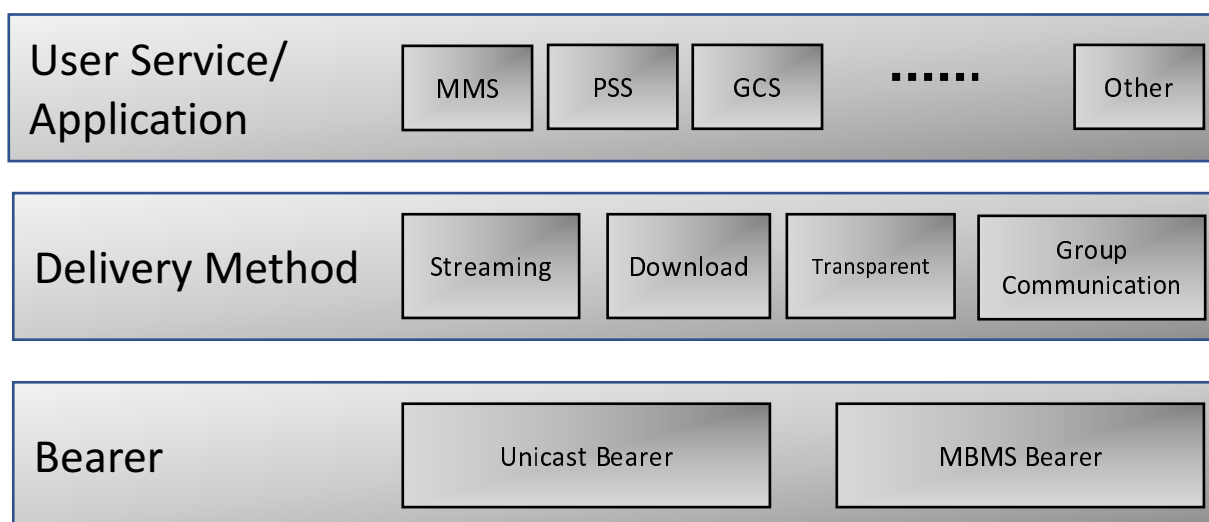 User Service/
Application
MMS
PSS
GCS
......
Other
Delivery Method
Streaming
Download
Transparent
Group
Communication
Bearer
Unicast Bearer
MBMS Bearer